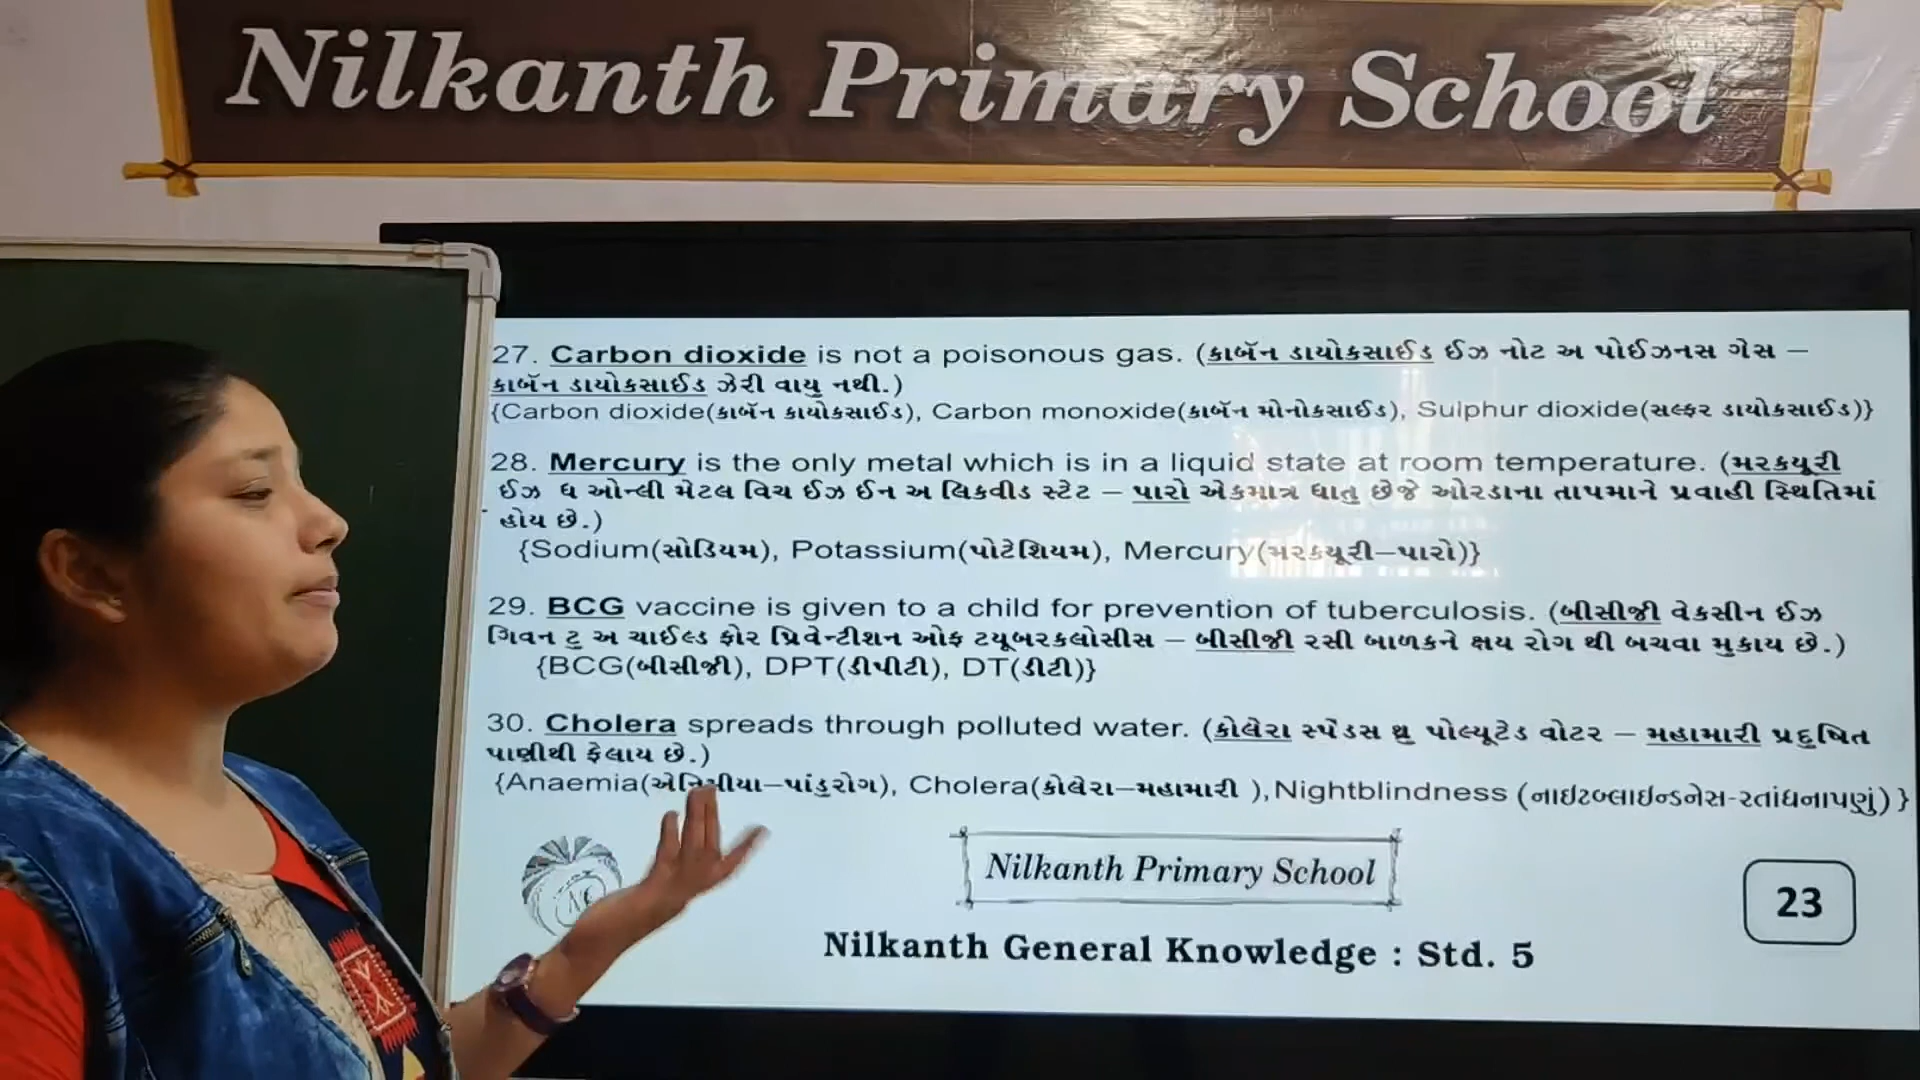 Nilkanth Primary School
27. Carbon dioxide is not a poisonous gas. (કાર્બન ડાયોકસાઈડ ઈઝ નોટ અ પોઈઝનસ ગેસ –
કાર્બન ડાયોકસાઈડ ઝેરી વાયુ નથી.)
{Carbon dioxide(કાર્બન કાયોકસાઈડ), Carbon monoxide(કાર્બન મોનોકસાઈડ), Sulphur dioxide(સલ્ફર ડાયોકસાઈડ)}
28. Mercury is the only metal which is in a liquid state at room temperature. (મરકયૂરી
ઈઝ ધ ઓન્લી મેટલ વિચ ઈઝ ઈન અ લિકવીડ સ્ટેટ – પારો એકમાત્ર ધાતુ છેજે ઓરડાના તાપમાને પ્રવાહી સ્થિતિમાં
હોય છે.)
{Sodium(સોડિયમ), Potassium(પોટેશિયમ), Mercury(મરકયૂરી–પારો)}
29. BCG vaccine is given to a child for prevention of tuberculosis. (બીસીજી વેકસીન ઈઝ
ગિવન ટુ અ ચાઈલ્ડ ફોર પ્રિવેન્ટીશન ઓફ ટયૂબરકલોસીસ – બીસીજી રસી બાળકને ક્ષય રોગ થી બચવા મુકાય છે.)
{BCG(બીસીજી), DPT(ડીપીટી), DT(ડીટી)}
30. Cholera spreads through polluted water. (કોલેરા સ્પ્રેડસ થ્રુ પોલ્યૂટેડ વોટર – મહામારી પ્રદુષિત
પાણીથી ફેલાય છે.)
{Anaemia(એનિમીયા–પાંડુરોગ), Cholera(કોલેરા–મહામારી ), Nightblindness (નાઈટબ્લાઈન્ડનેસ-રતાંધનાપણું) }
Nilkanth Primary School
23
Nilkanth General Knowledge : Std. 5